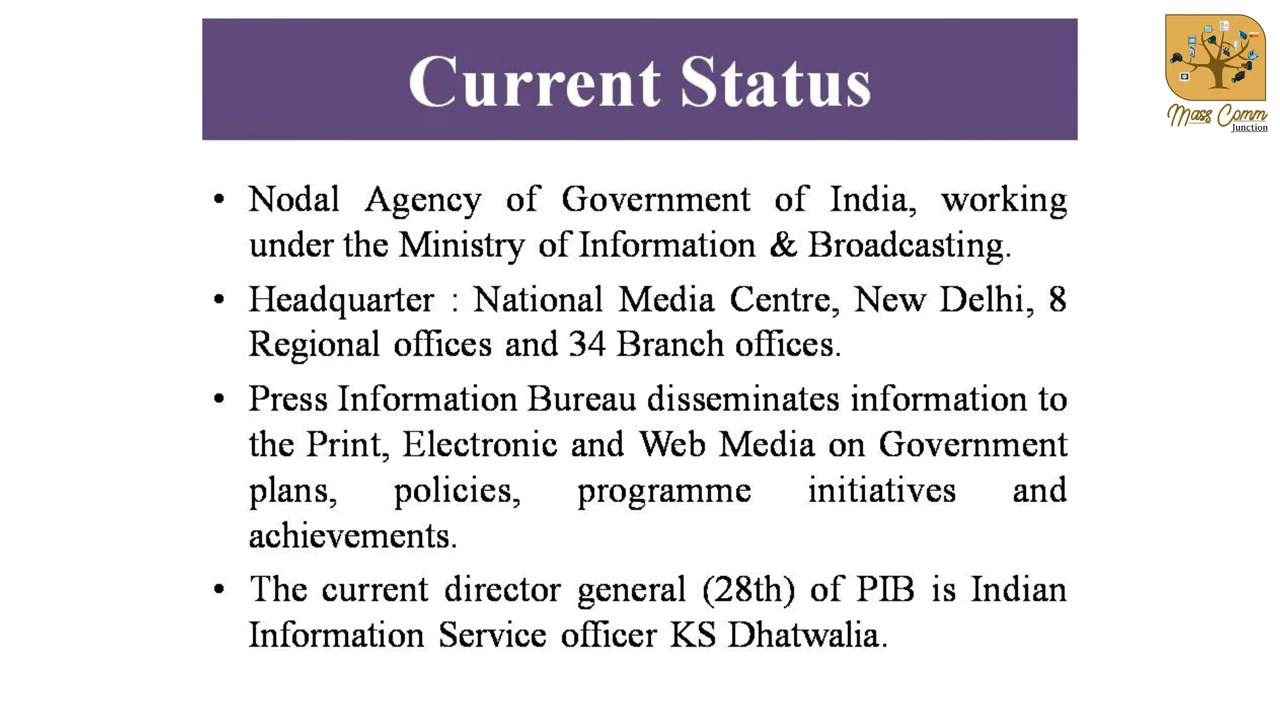 Current Status
Mass Comm
Junction
• Nodal Agency of Government of India, working
under the Ministry of Information & Broadcasting.
• Headquarter : National Media Centre, New Delhi, 8
Regional offices and 34 Branch offices.
• Press Information Bureau disseminates information to
the Print, Electronic and Web Media on Government
plans, policies, programme initiatives and
achievements.
• The current director general (28th) of PIB is Indian
Information Service officer KS Dhatwalia.